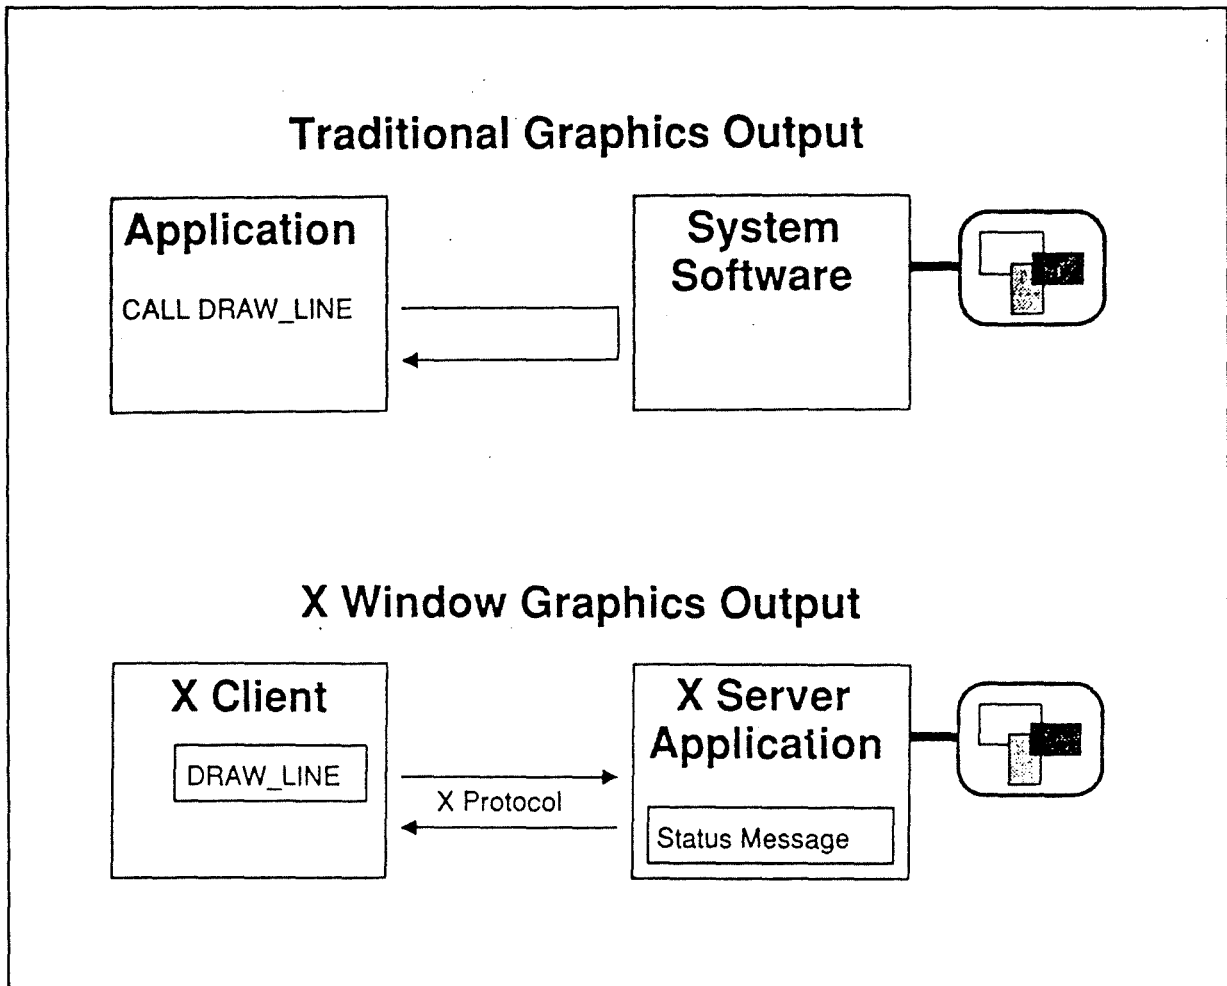 Traditional Graphics Output
Application
CALL DRAW_LINE
System
Software
X Window Graphics Output
X Client
DRAW_LINE
X Protocol
X Server
Application
Status Message